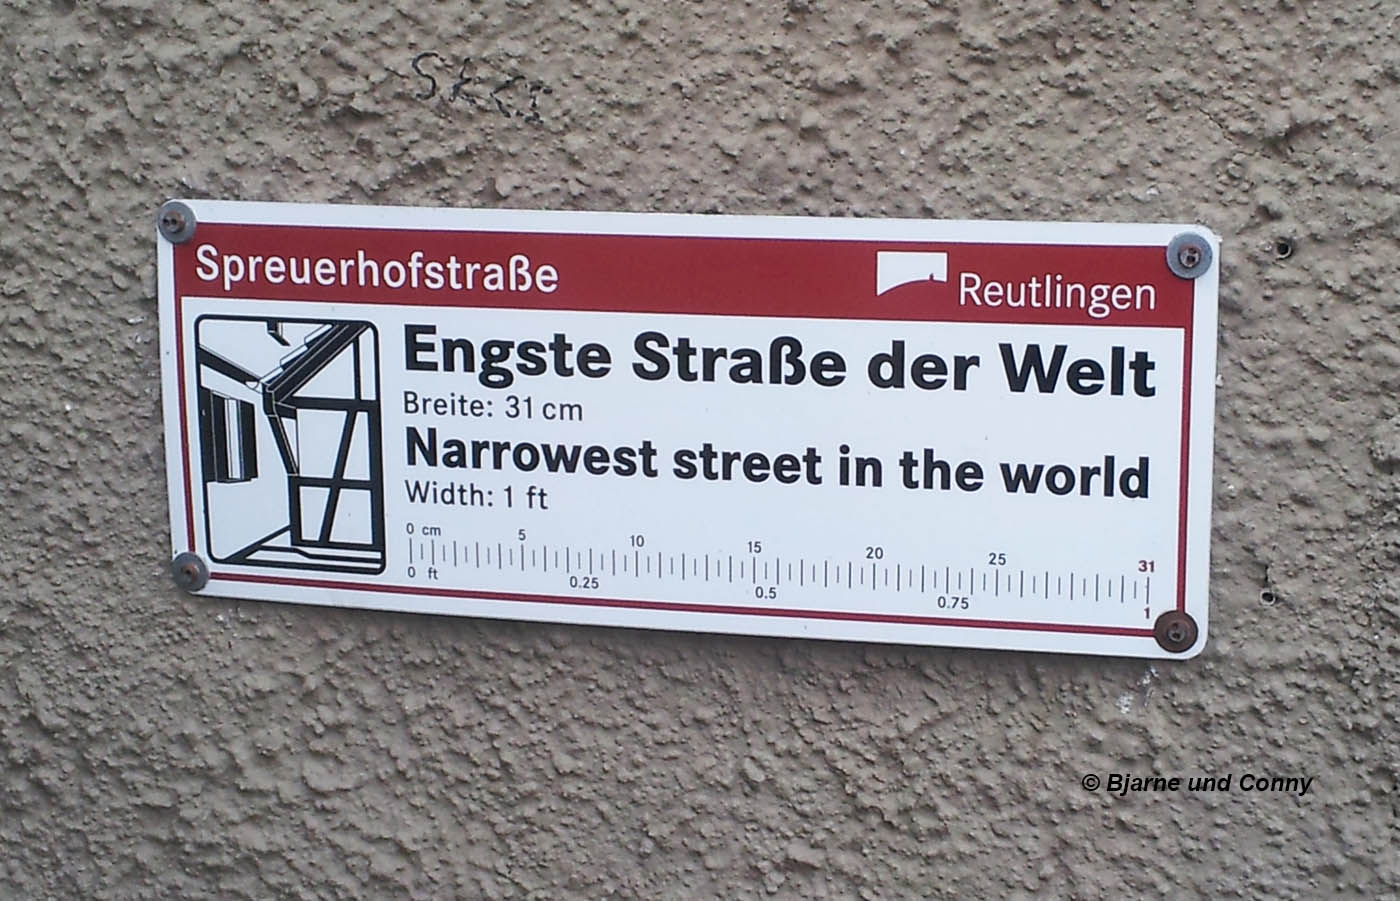 Spreuerhofstraße
Reutlingen
Engste Straße der Welt
Breite: 31 cm
Narrowest street in the world
Width: 1 ft
0 cm 5 10 15 20 25 31
0 ft 0.25 0.5 0.75 1
© Bjarne und Conny